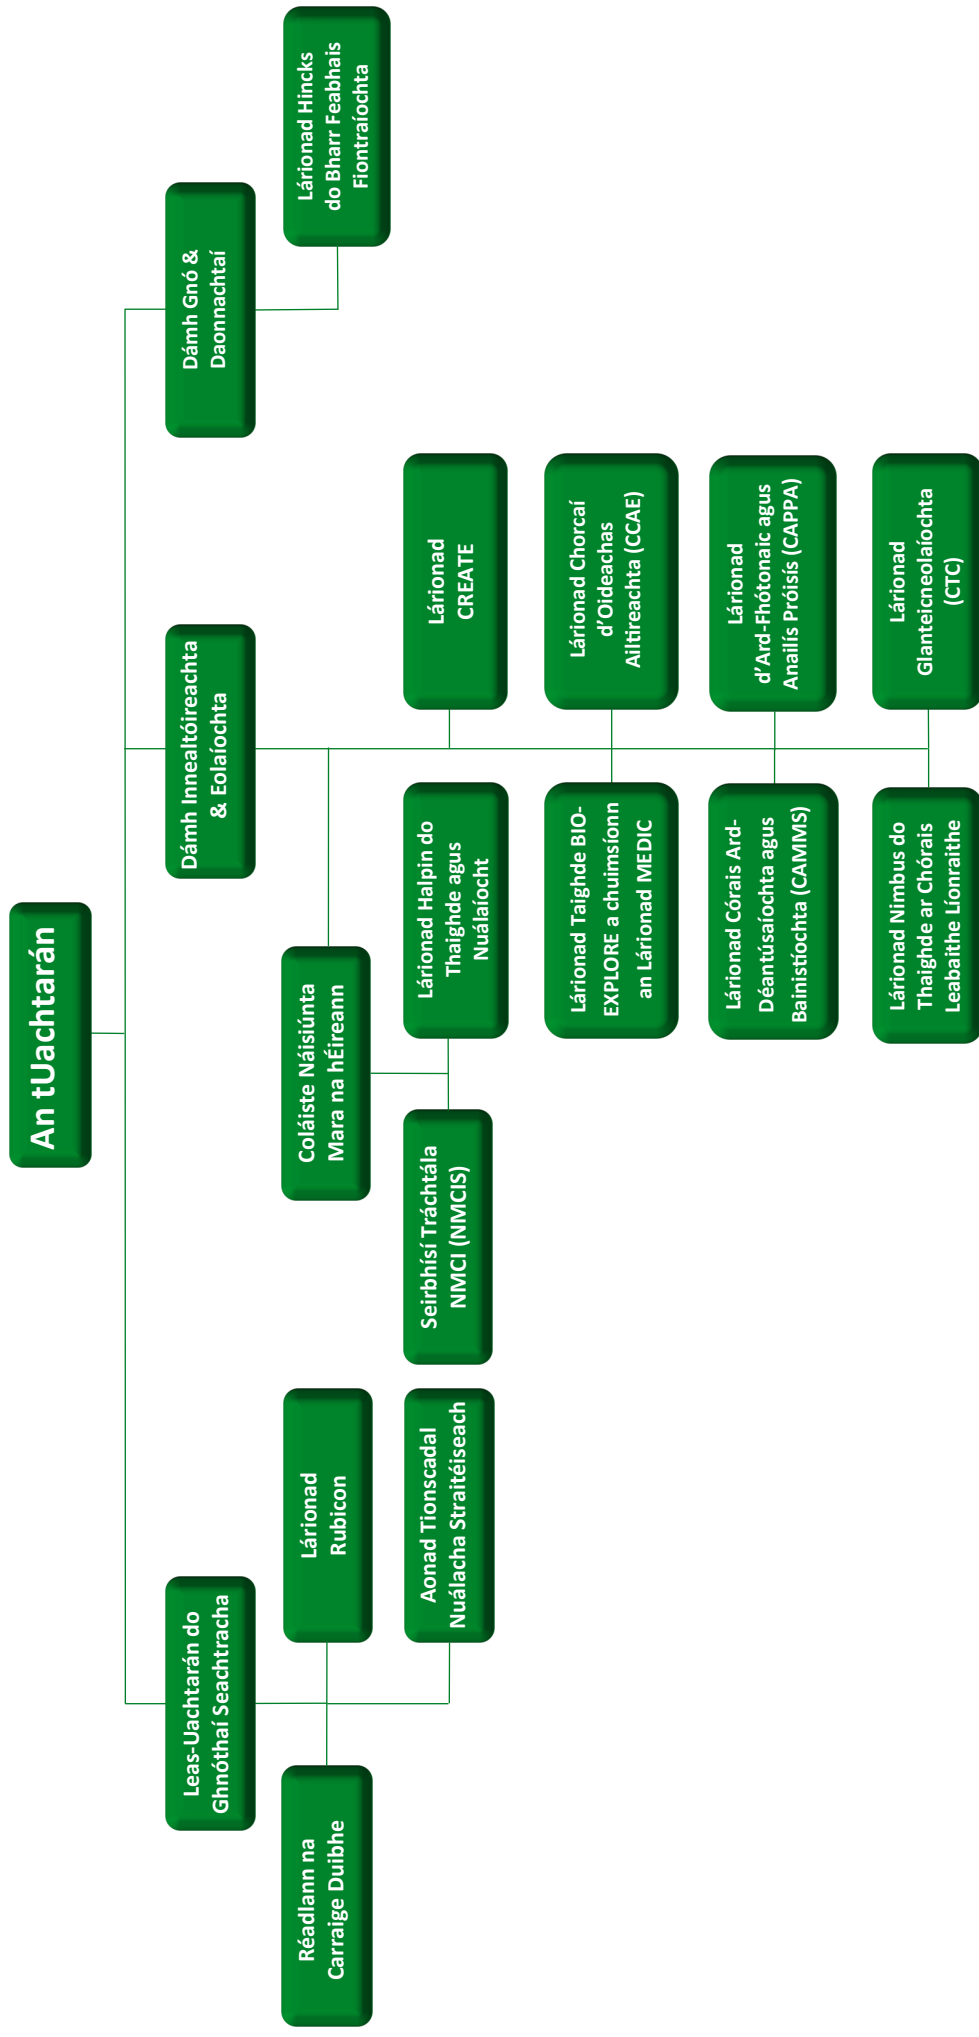 An tUachtarán
Leas-Uachtarán do
Ghnóthaí Seachtracha
Dámh Innealtóireachta
& Eolaíochta
Dámh Gnó &
Daonnachtaí
Réadlann na
Carraige Duibhe
Lárionad
Rubicon
Coláiste Náisiúnta
Mara na hÉireann
Lárionad Hincks
do Bharr Feabhais
Fiontraíochta
Aonad Tionscadal
Nuálacha Straitéiseach
Seirbhísí Tráchtála
NMCI (NMCIS)
Lárionad Halpin do
Thaighde agus
Nuálaíocht
Lárionad
CREATE
Lárionad Taighde BIO-
EXPLORE a chuimsíonn
an Lárionad MEDIC
Lárionad Chorcaí
d’Oideachas
Ailtireachta (CCAE)
Lárionad Córais Ard-
Déantúsaíochta agus
Bainistíochta (CAMMS)
Lárionad
d’Ard-Fhótonaic agus
Anailís Próisis (CAPPA)
Lárionad Nimbus do
Thaighde ar Chórais
Leabaithe Líonraithe
Lárionad
Glanteicneolaíochta
(CTC)